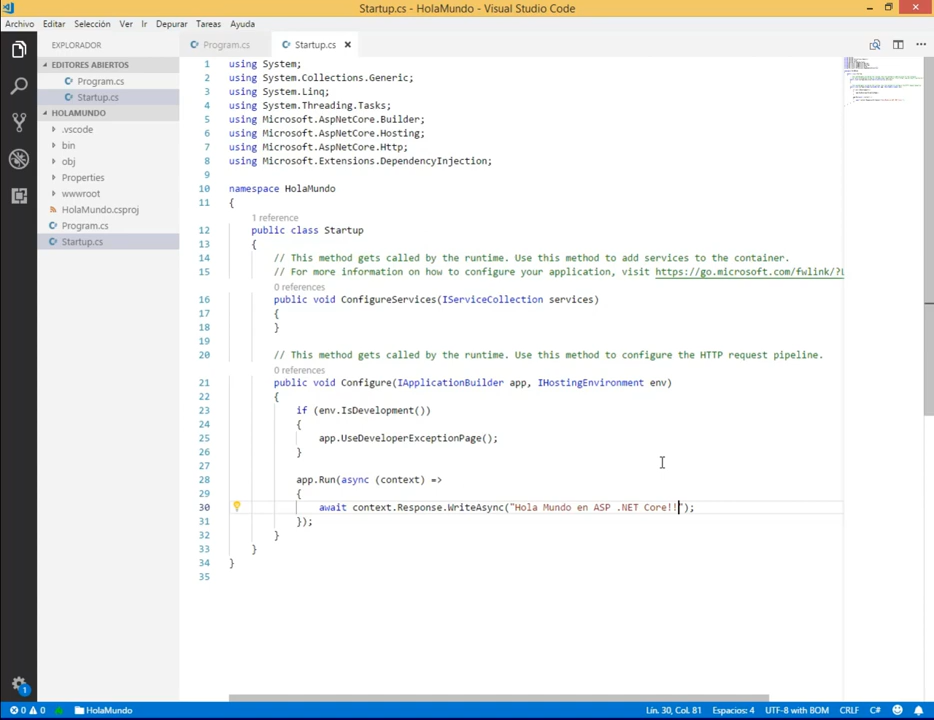 Startup.cs - HolaMundo - Visual Studio Code
Archivo Editar Selección Ver Ir Depurar Tareas Ayuda
EXPLORADOR
EDITORES ABIERTOS
Program.cs
Startup.cs
HOLAMUNDO
.vscode
bin
obj
Properties
wwwroot
HolaMundo.csproj
Program.cs
Startup.cs
1
Program.cs Startup.cs
1 using System;
2 using System.Collections.Generic;
3 using System.Linq;
4 using System.Threading.Tasks;
5 using Microsoft.AspNetCore.Builder;
6 using Microsoft.AspNetCore.Hosting;
7 using Microsoft.AspNetCore.Http;
8 using Microsoft.Extensions.DependencyInjection;
9
10 namespace HolaMundo
11 {
1 reference
12 public class Startup
13 {
14 // This method gets called by the runtime. Use this method to add services to the container.
15 // For more information on how to configure your application, visit https://go.microsoft.com/fwlink/?L
0 references
16 public void ConfigureServices(IServiceCollection services)
17 {
18 }
19
20 // This method gets called by the runtime. Use this method to configure the HTTP request pipeline.
0 references
21 public void Configure(IApplicationBuilder app, IHostingEnvironment env)
22 {
23 if (env.IsDevelopment())
24 {
25 app.UseDeveloperExceptionPage();
26 }
27
28 app.Run(async (context) =>
29 {
30 await context.Response.WriteAsync("Hola Mundo en ASP .NET Core!!");
31 });
32 }
33 }
34 }
35
0 0 HolaMundo Lín. 30, Col. 81 Espacios: 4 UTF-8 with BOM CRLF C#